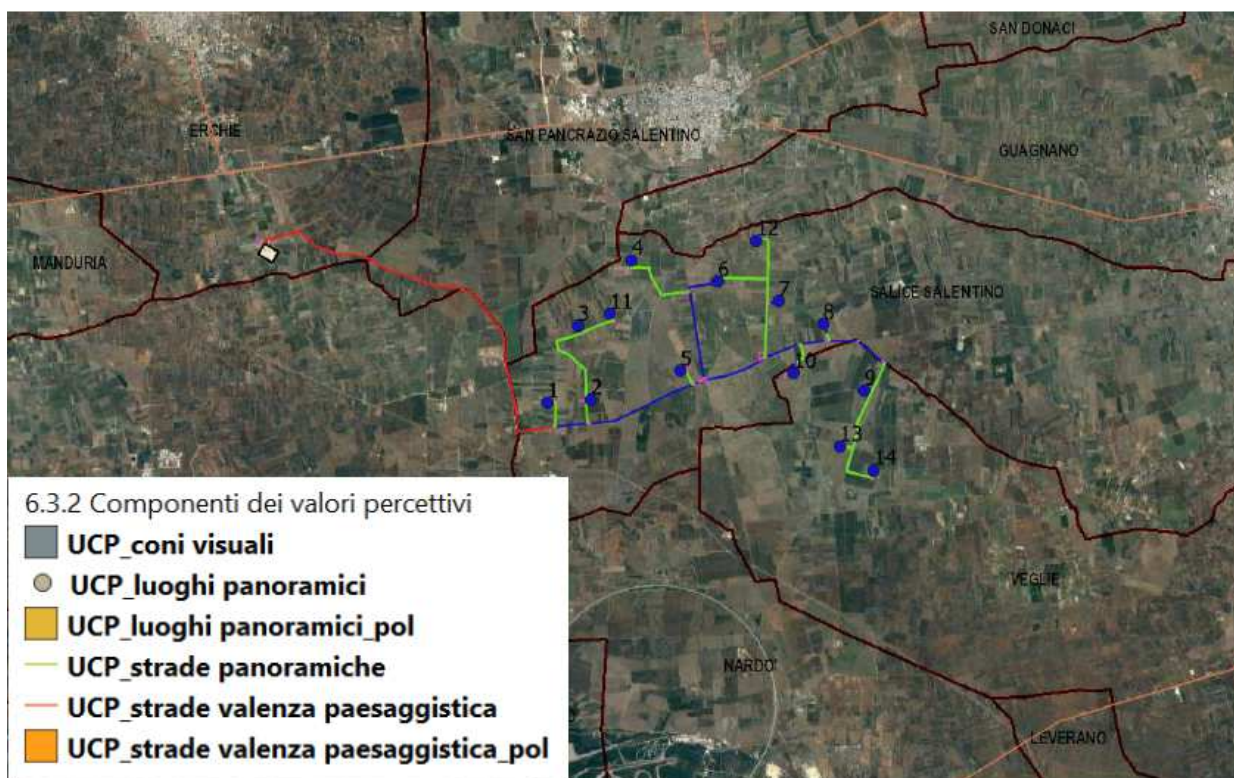 SAN DONACI
ERCHIE
SAN PANCRAZIO SALENTINO
GUAGNANO
MANDURIA
12
4
6
SALICE SALENTINO
7
11
3
8
5
10
9
1
2
13
14
6.3.2 Componenti dei valori percettivi
UCP_coni visuali
UCP_luoghi panoramici
UCP_luoghi panoramici_pol
UCP_strade panoramiche
UCP_strade valenza paesaggistica
UCP_strade valenza paesaggistica_pol
VEGLIE
NARDO'
LEVERANO